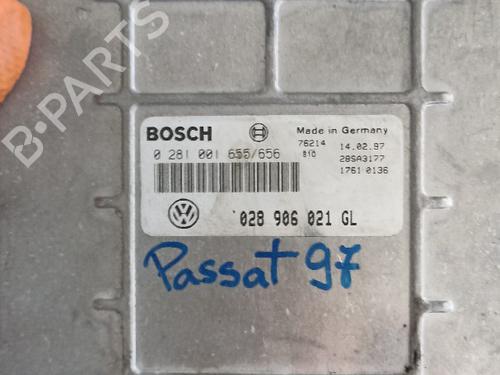 B-PARTS
BOSCH
Made in Germany
0 281 001 655/656
76214 14.02.97
810 28SA3177
1761 0136
028 906 021 GL
Passat 97